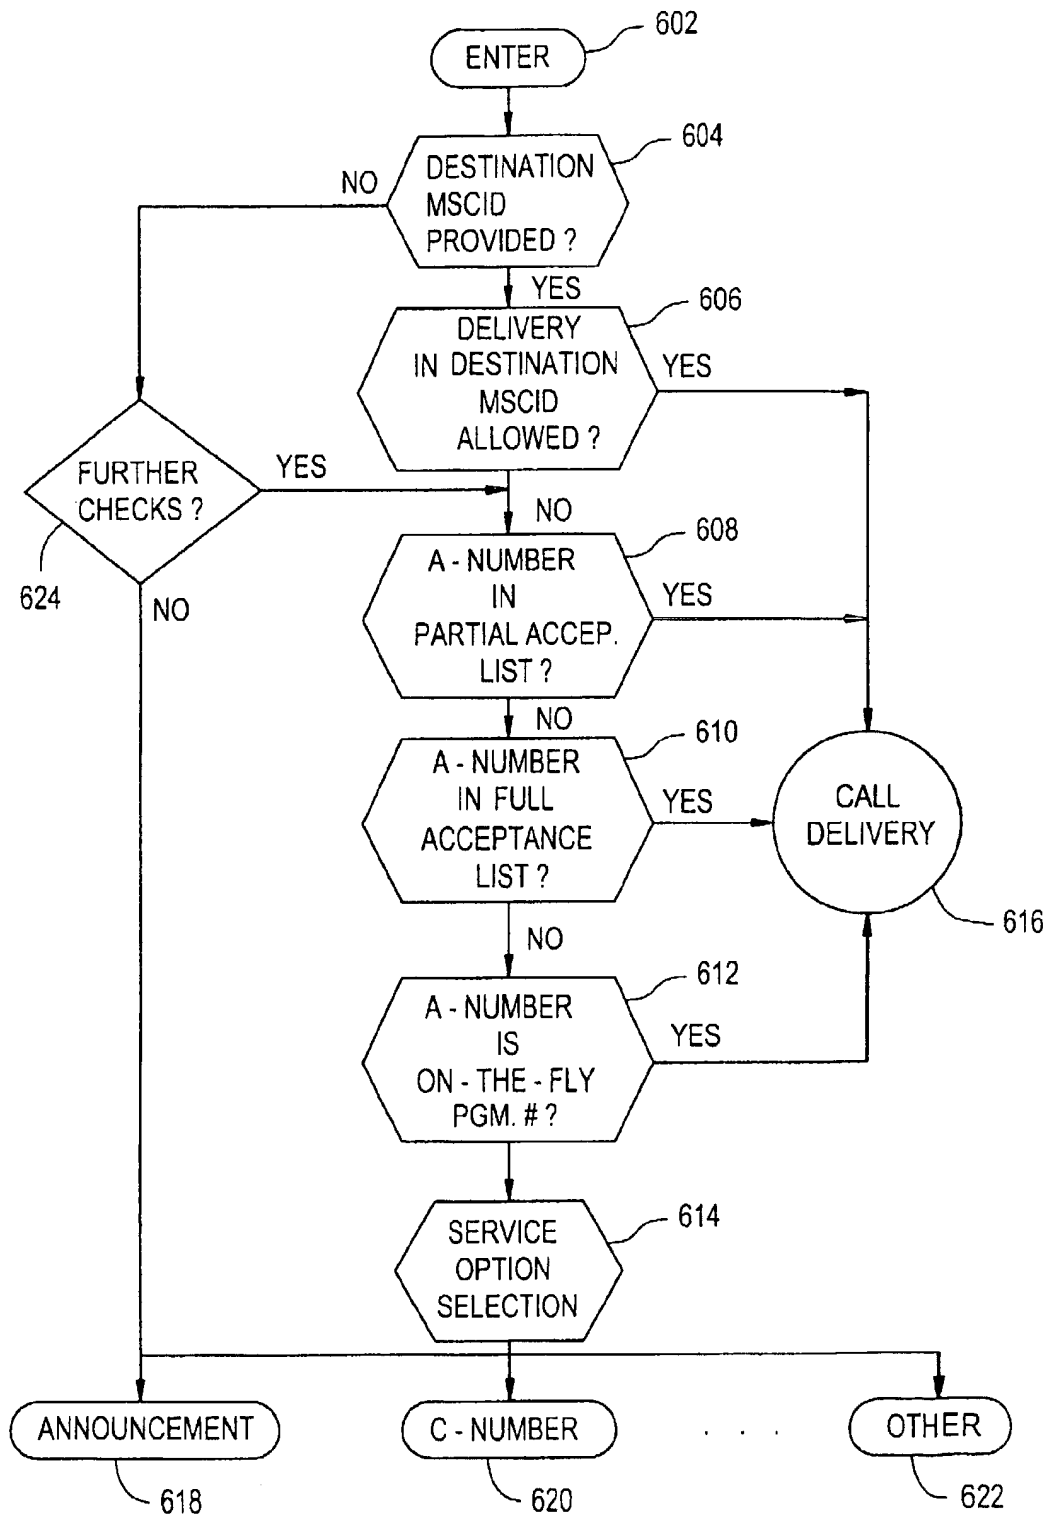 602
ENTER
604
DESTINATION
MSCID
PROVIDED ?
NO
YES
606
DELIVERY
IN DESTINATION
MSCID
ALLOWED ?
YES
FURTHER
CHECKS ?
YES
624
NO
NO
608
A - NUMBER
IN
PARTIAL ACCEP.
LIST ?
YES
NO
610
A - NUMBER
IN FULL
ACCEPTANCE
LIST ?
YES
CALL
DELIVERY
616
NO
612
A - NUMBER
IS
ON - THE - FLY
PGM. # ?
YES
614
SERVICE
OPTION
SELECTION
ANNOUNCEMENT
C - NUMBER
. . .
OTHER
618
620
622